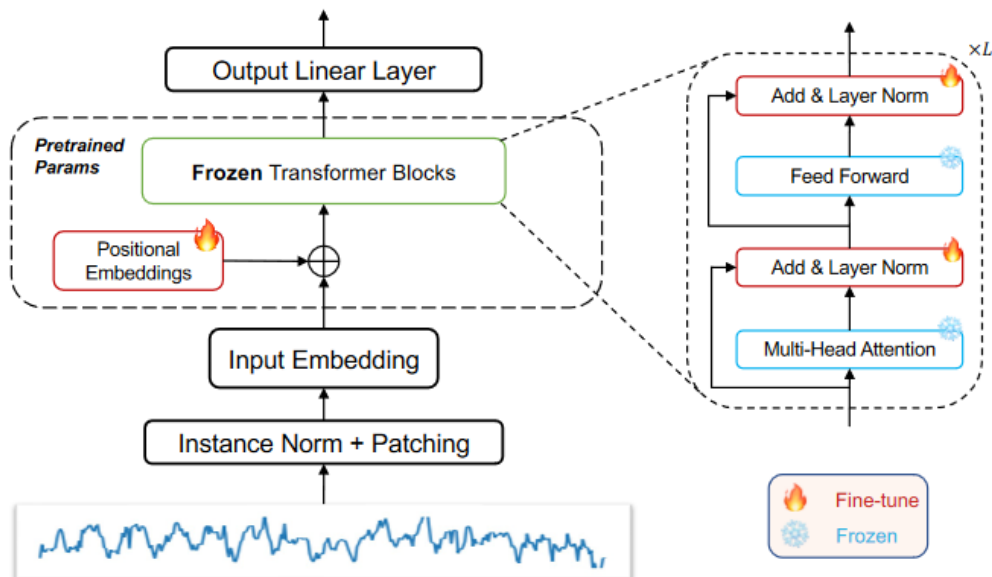 Output Linear Layer
Pretrained
Params
Frozen Transformer Blocks
Positional
Embeddings
Input Embedding
Instance Norm + Patching
×L
Add & Layer Norm
Feed Forward
Add & Layer Norm
Multi-Head Attention
Fine-tune
Frozen